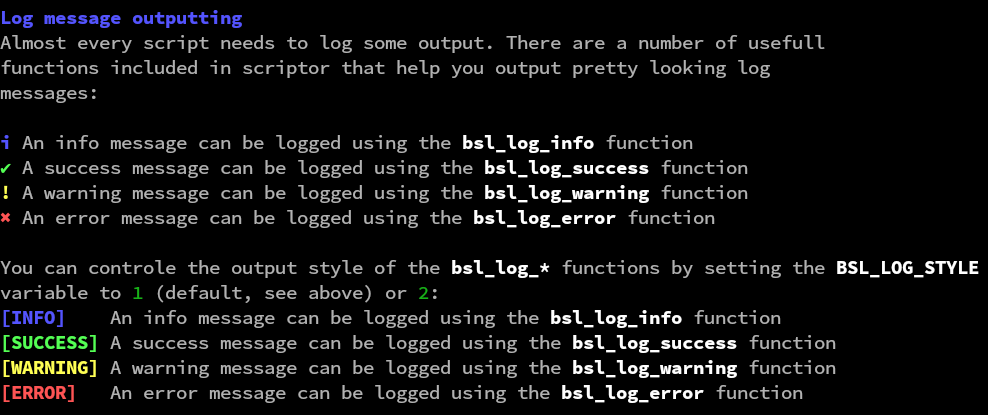 Log message outputting
Almost every script needs to log some output. There are a number of usefull
functions included in scriptor that help you output pretty looking log
messages:
i An info message can be logged using the bsl_log_info function
✔ A success message can be logged using the bsl_log_success function
! A warning message can be logged using the bsl_log_warning function
✖ An error message can be logged using the bsl_log_error function
You can controle the output style of the bsl_log_* functions by setting the BSL_LOG_STYLE
variable to 1 (default, see above) or 2:
[INFO]    An info message can be logged using the bsl_log_info function
[SUCCESS] A success message can be logged using the bsl_log_success function
[WARNING] A warning message can be logged using the bsl_log_warning function
[ERROR]   An error message can be logged using the bsl_log_error function